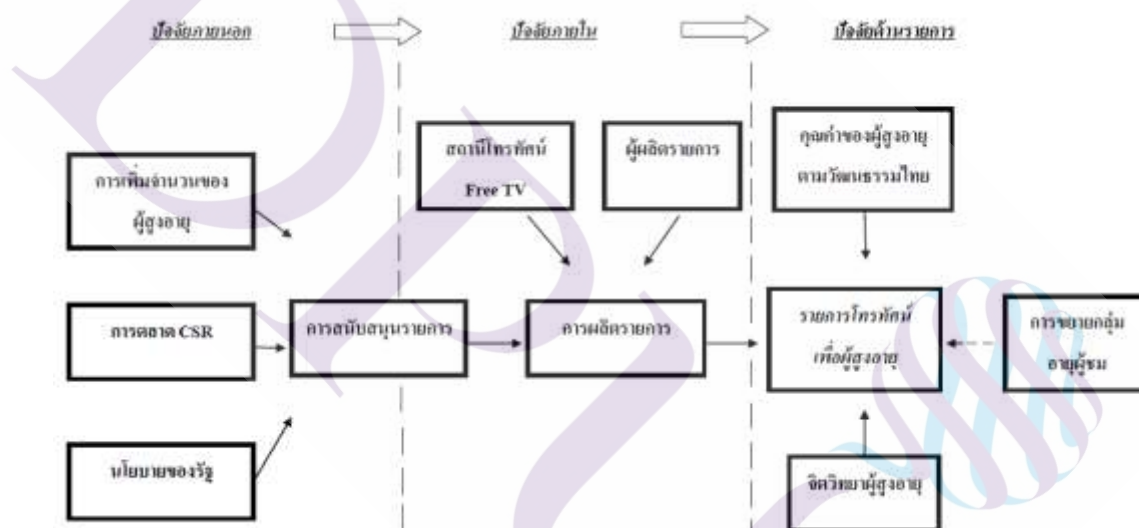 ปัจจัยภายนอก
ปัจจัยภายใน
ปัจจัยด้านรายการ
การเพิ่มจำนวนของ
ผู้สูงอายุ
สถานีโทรทัศน์
Free TV
ผู้ผลิตรายการ
คุณค่าของผู้สูงอายุ
ตามวัฒนธรรมไทย
การตลาด CSR
การสนับสนุนรายการ
การผลิตรายการ
รายการโทรทัศน์
เพื่อผู้สูงอายุ
การขยายกลุ่ม
อายุผู้ชม
นโยบายของรัฐ
จิตวิทยาผู้สูงอายุ